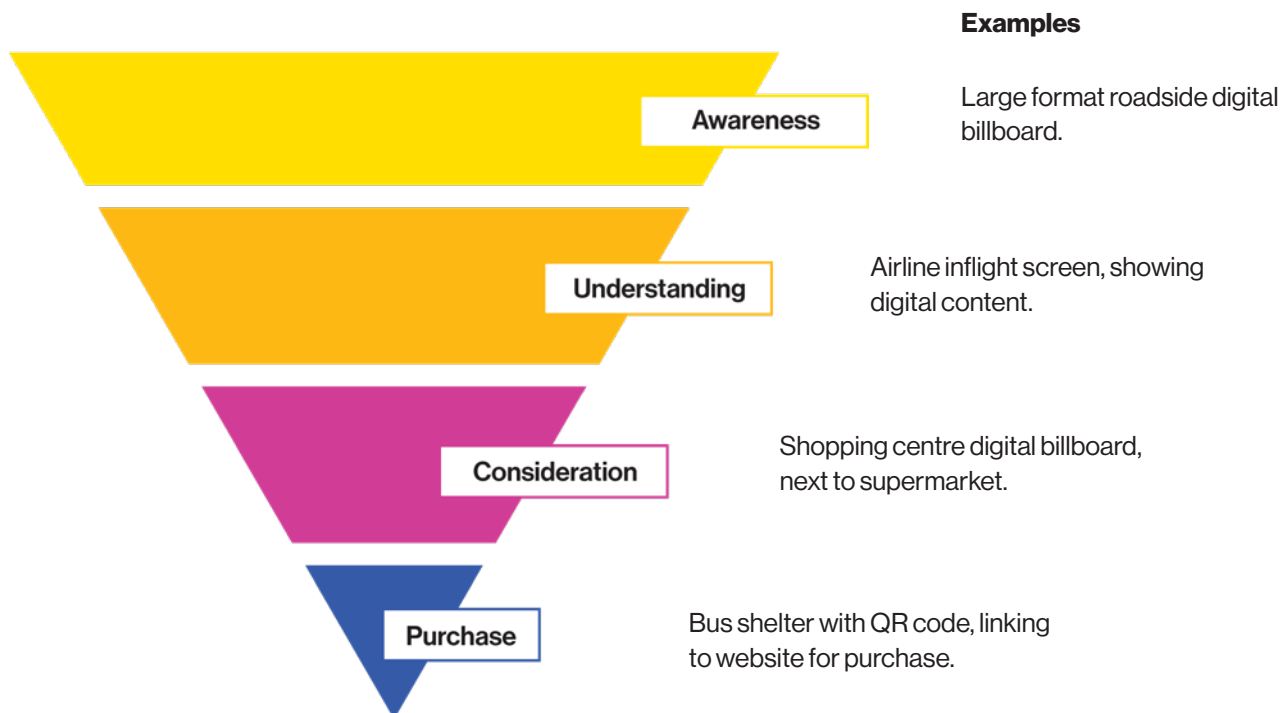 Examples
Awareness
Large format roadside digital
billboard.
Understanding
Airline inflight screen, showing
digital content.
Consideration
Shopping centre digital billboard,
next to supermarket.
Purchase
Bus shelter with QR code, linking
to website for purchase.